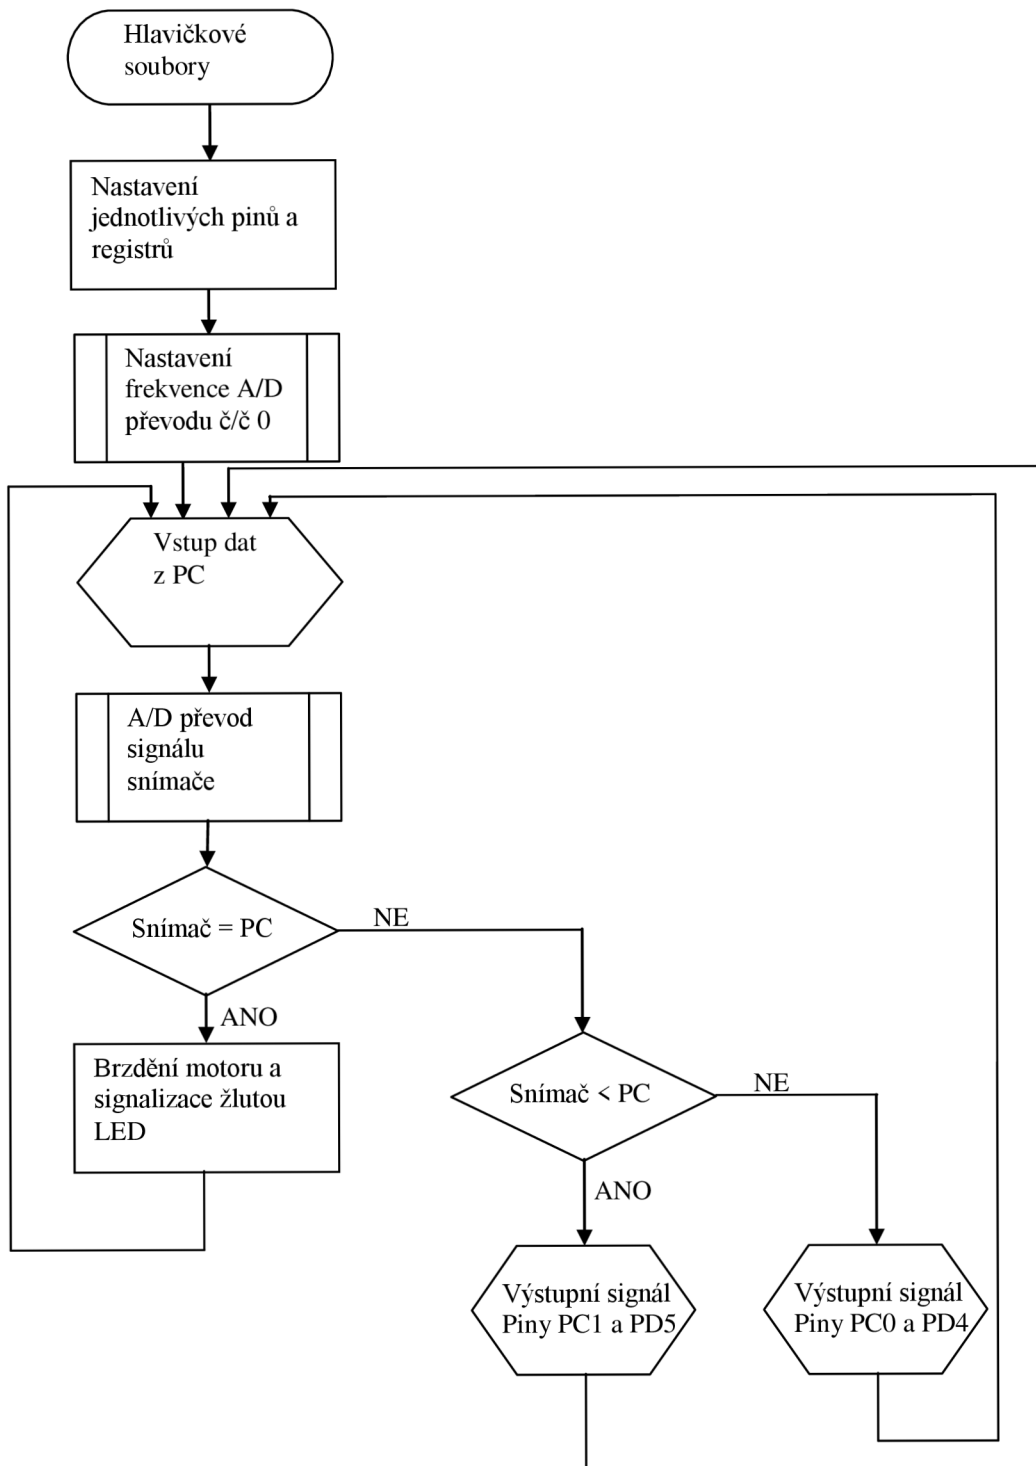 Hlavičkové
soubory
Nastavení
jednotlivých pinů a
registrů
Nastavení
frekvence A/D
převodu č/č 0
Vstup dat
z PC
A/D převod
signálu
snímače
Snímač = PC
NE
ANO
Brzdění motoru a
signalizace žlutou
LED
Snímač < PC
NE
ANO
Výstupní signál
Piny PC1 a PD5
Výstupní signál
Piny PC0 a PD4